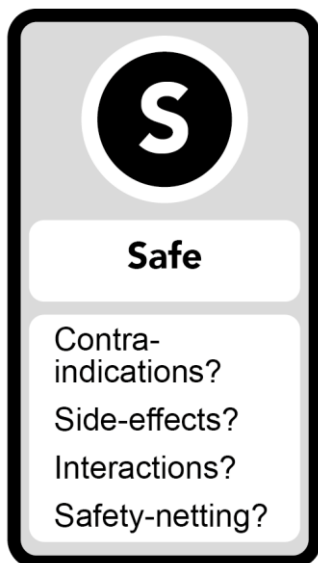 S
Safe
Contra-
indications?
Side-effects?
Interactions?
Safety-netting?